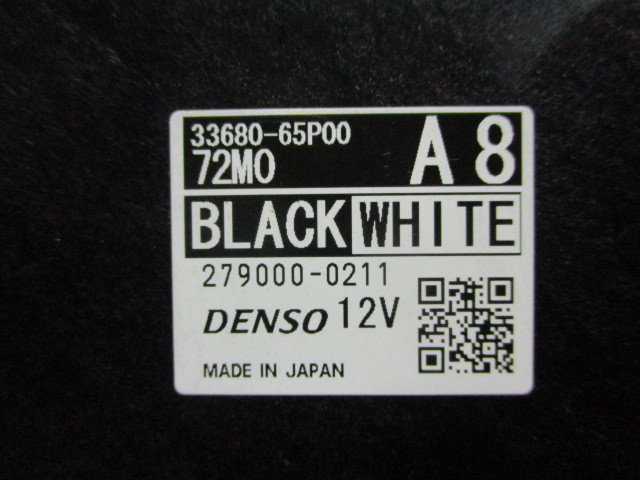 33680-65P00
72M0 A 8
BLACK WHITE
279000-0211
DENSO 12V
MADE IN JAPAN